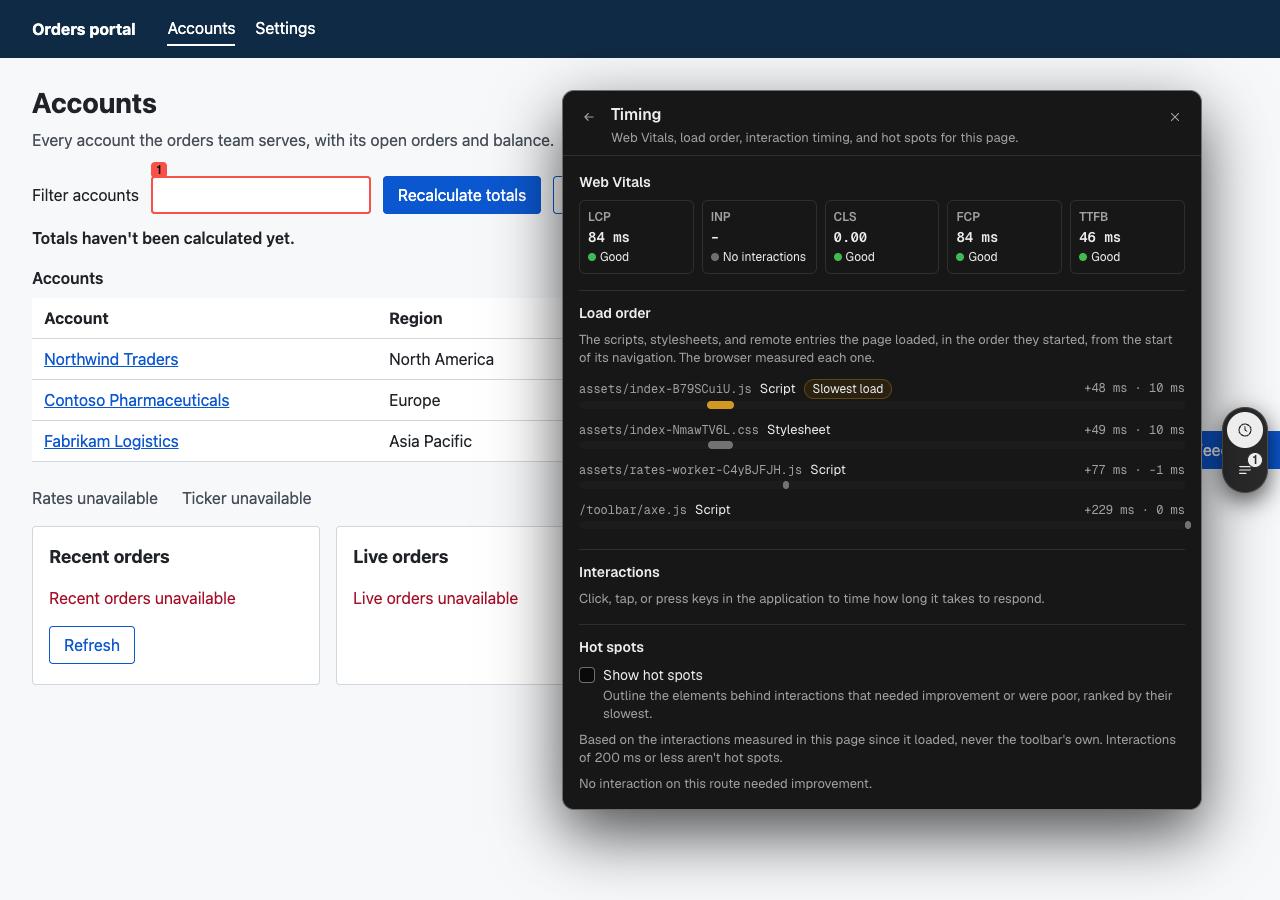 Orders portal Accounts Settings
Accounts
Every account the orders team serves, with its open orders and balance.
1
Filter accounts
Recalculate totals
Totals haven't been calculated yet.
Accounts
Account Region
Northwind Traders North America
Contoso Pharmaceuticals Europe
Fabrikam Logistics Asia Pacific
Rates unavailable Ticker unavailable
Recent orders
Recent orders unavailable
Refresh
Live orders
Live orders unavailable
Timing
Web Vitals, load order, interaction timing, and hot spots for this page.
Web Vitals
LCP
84 ms
Good
INP
–
No interactions
CLS
0.00
Good
FCP
84 ms
Good
TTFB
46 ms
Good
Load order
The scripts, stylesheets, and remote entries the page loaded, in the order they started, from the start
of its navigation. The browser measured each one.
assets/index-B79SCuiU.js Script Slowest load +48 ms · 10 ms
assets/index-NmawTV6L.css Stylesheet +49 ms · 10 ms
assets/rates-worker-C4yBJFJH.js Script +77 ms · -1 ms
/toolbar/axe.js Script +229 ms · 0 ms
Interactions
Click, tap, or press keys in the application to time how long it takes to respond.
Hot spots
Show hot spots
Outline the elements behind interactions that needed improvement or were poor, ranked by their
slowest.
Based on the interactions measured in this page since it loaded, never the toolbar's own. Interactions
of 200 ms or less aren't hot spots.
No interaction on this route needed improvement.
1